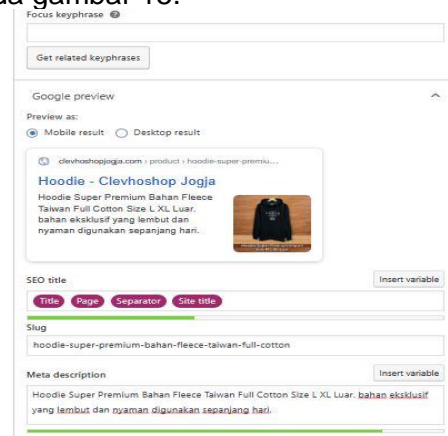 da gambar 16.
Focus keyphrase
Get related keyphrases
Google preview
Preview as:
Mobile result Desktop result
clevhoshopjogja.com › product › hoodie-super-premiu...
Hoodie - Clevhoshop Jogja
Hoodie Super Premium Bahan Fleece
Taiwan Full Cotton Size L XL Luar.
bahan eksklusif yang lembut dan
nyaman digunakan sepanjang hari.
SEO title Insert variable
Title Page Separator Site title
Slug
hoodie-super-premium-bahan-fleece-taiwan-full-cotton
Meta description Insert variable
Hoodie Super Premium Bahan Fleece Taiwan Full Cotton Size L XL Luar. bahan eksklusif
yang lembut dan nyaman digunakan sepanjang hari.